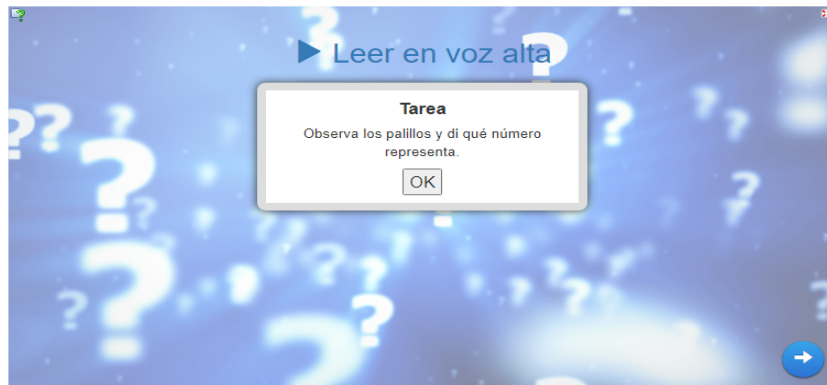 Leer en voz alta
Tarea
Observa los palillos y di qué número
representa.
OK